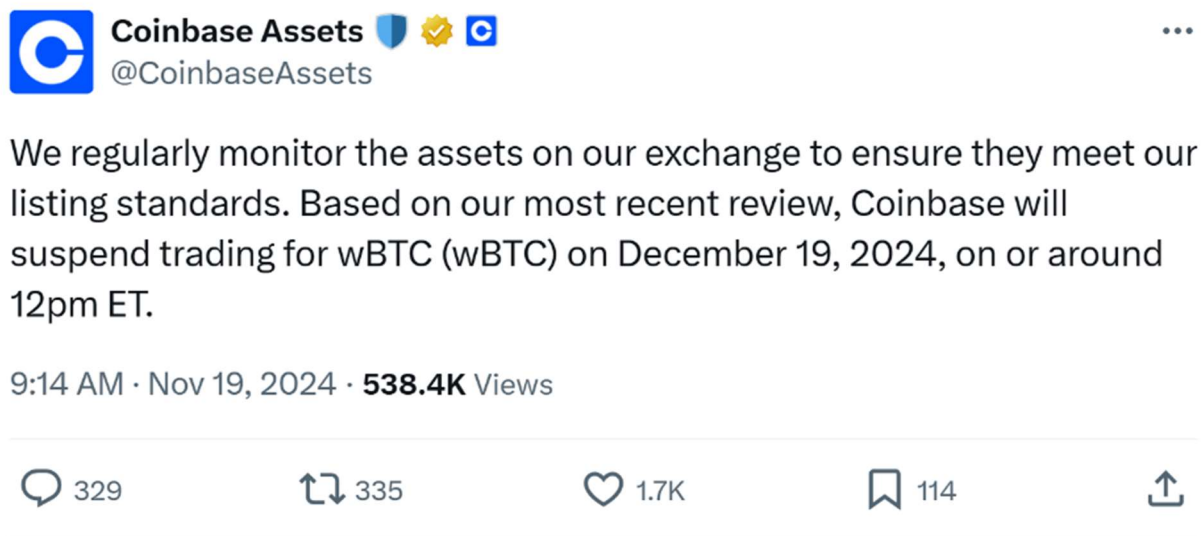 Coinbase Assets
@CoinbaseAssets
We regularly monitor the assets on our exchange to ensure they meet our
listing standards. Based on our most recent review, Coinbase will
suspend trading for wBTC (wBTC) on December 19, 2024, on or around
12pm ET.
9:14 AM · Nov 19, 2024 · 538.4K Views
329 335 1.7K 114